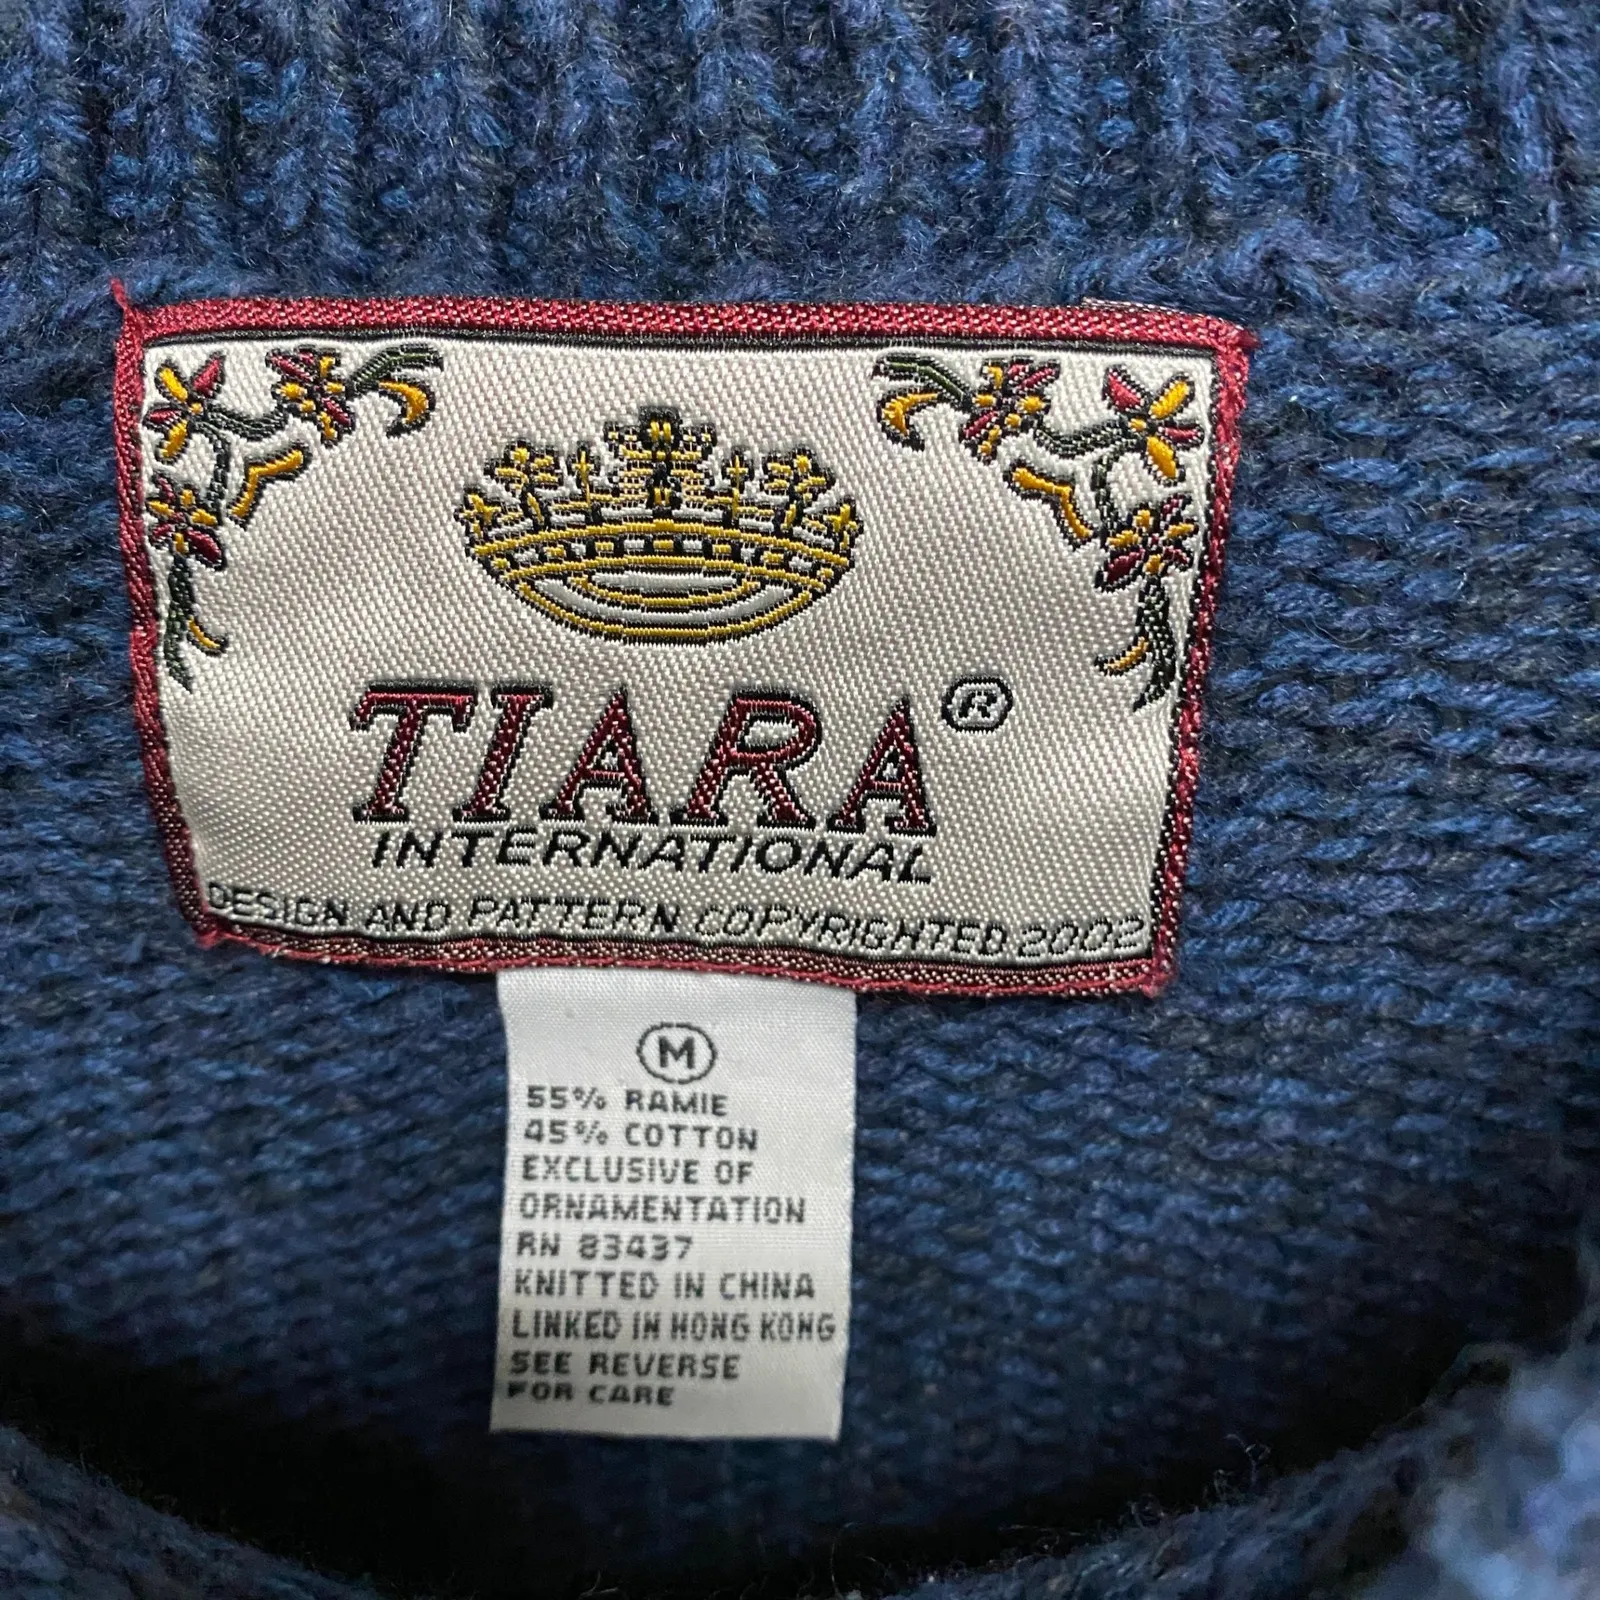 TIARA®
INTERNATIONAL
DESIGN AND PATTERN COPYRIGHTED 2002
M
55% RAMIE
45% COTTON
EXCLUSIVE OF
ORNAMENTATION
RN 83437
KNITTED IN CHINA
LINKED IN HONG KONG
SEE REVERSE
FOR CARE